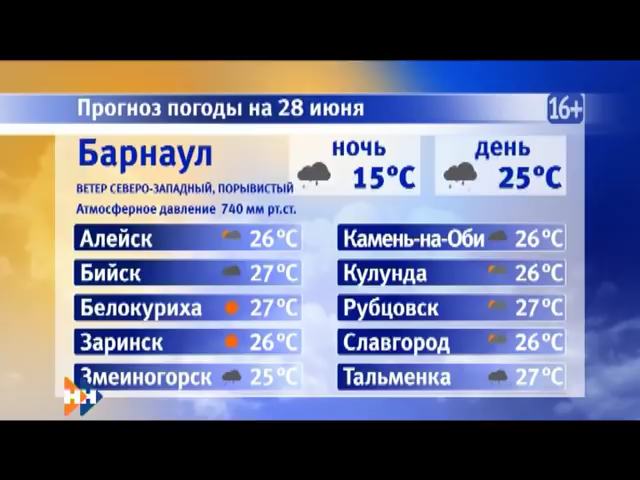 Прогноз погоды на 28 июня
16+
Барнаул
ночь
15°C
день
25°C
ВЕТЕР СЕВЕРО-ЗАПАДНЫЙ, ПОРЫВИСТЫЙ
Атмосферное давление 740 мм рт.ст.
Алейск 26°C
Бийск 27°C
Белокуриха 27°C
Заринск 26°C
Змеиногорск 25°C
Камень-на-Оби 26°C
Кулунда 26°C
Рубцовск 27°C
Славгород 26°C
Тальменка 27°C
НН